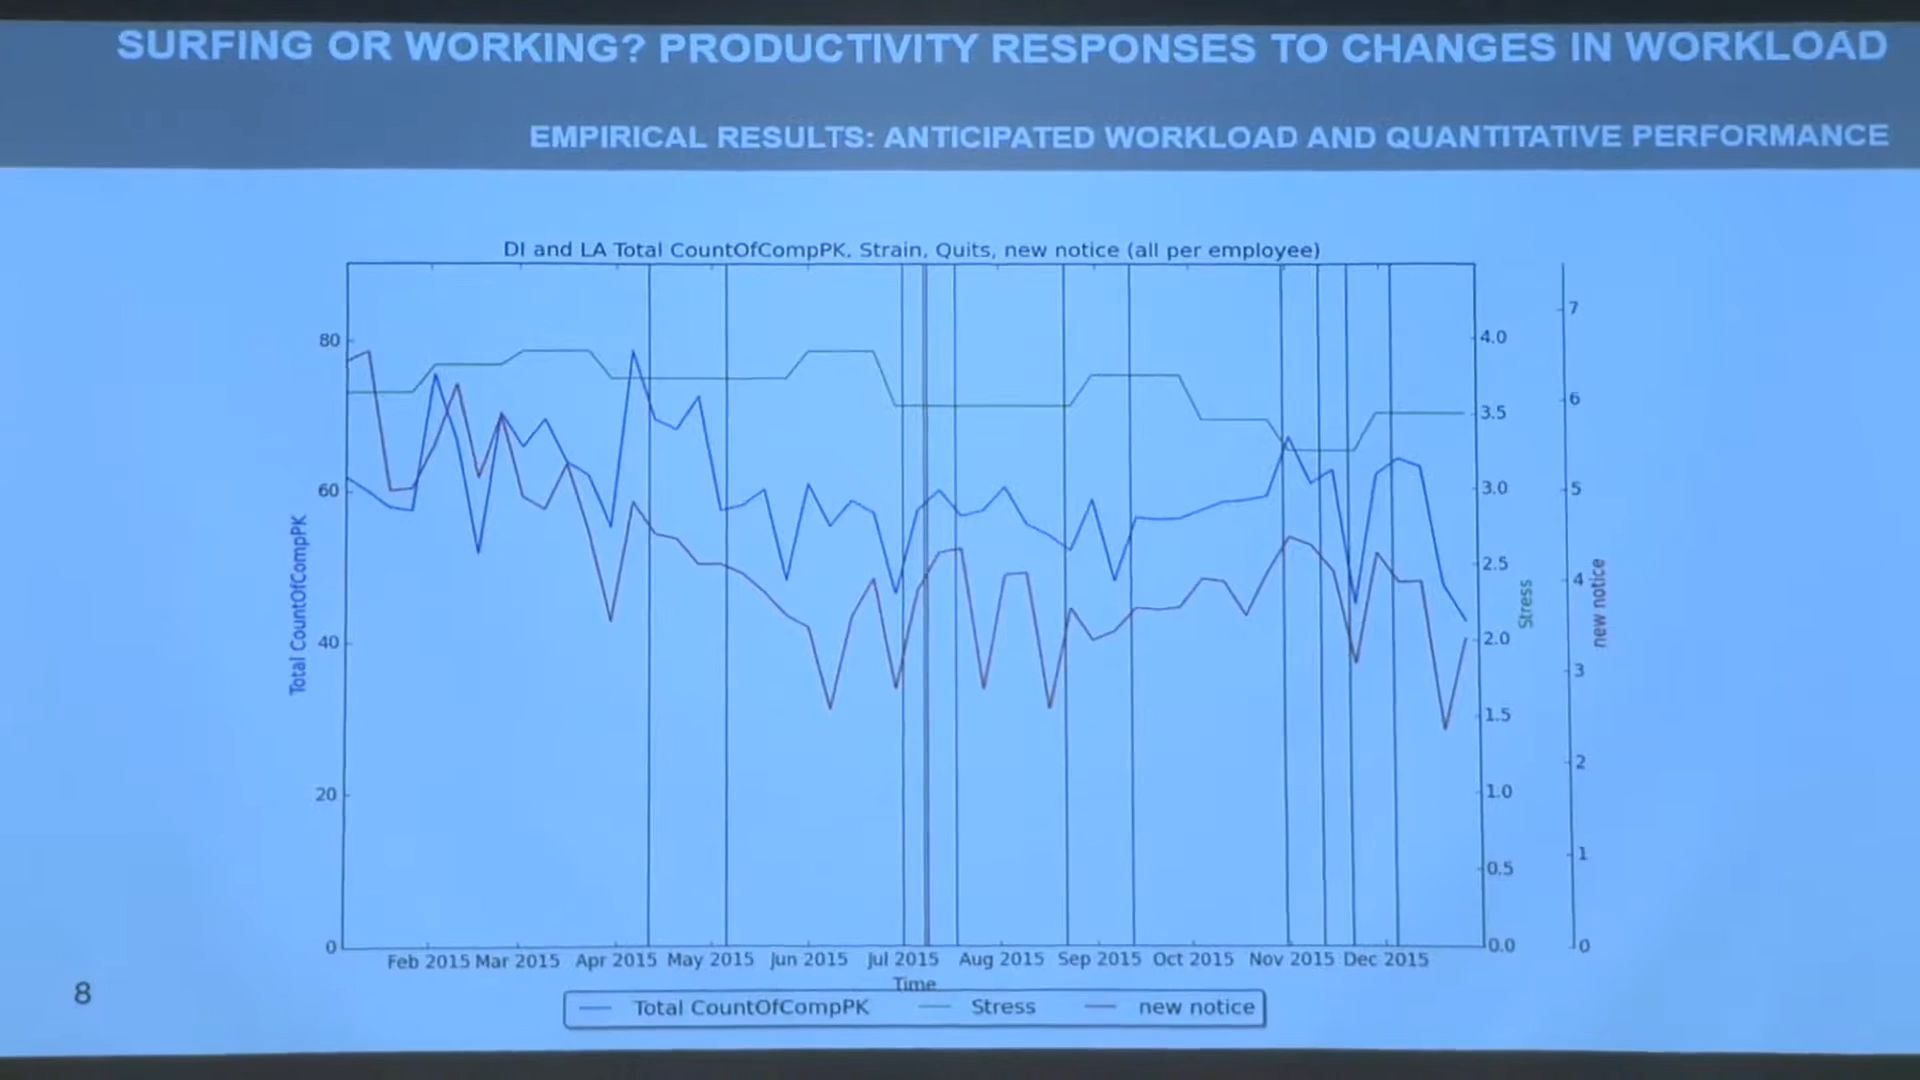 SURFING OR WORKING? PRODUCTIVITY RESPONSES TO CHANGES IN WORKLOAD
EMPIRICAL RESULTS: ANTICIPATED WORKLOAD AND QUANTITATIVE PERFORMANCE
DI and LA Total CountOfCompPK, Strain, Quits, new notice (all per employee)
Total CountOfCompPK
80
60
40
20
0
4.0
3.5
3.0
2.5
2.0
1.5
1.0
0.5
0.0
Stress
7
6
5
4
3
2
1
0
new notice
Feb 2015 Mar 2015 Apr 2015 May 2015 Jun 2015 Jul 2015 Aug 2015 Sep 2015 Oct 2015 Nov 2015 Dec 2015
Time
Total CountOfCompPK Stress new notice
8